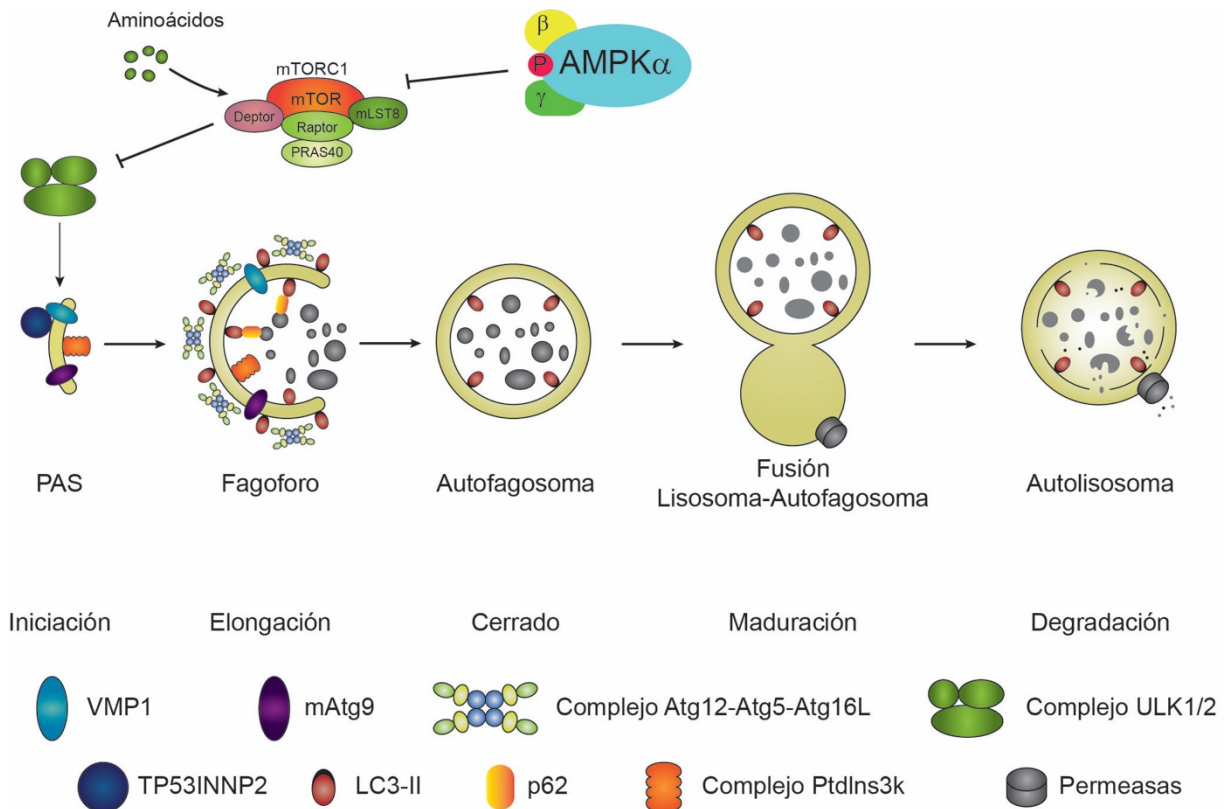 Aminoácidos
β
P
AMPKα
γ
mTORC1
mTOR
Deptor
mLST8
Raptor
PRAS40
PAS
Fagoforo
Autofagosoma
Fusión
Lisosoma-Autofagosoma
Autolisosoma
Iniciación
Elongación
Cerrado
Maduración
Degradación
VMP1
mAtg9
Complejo Atg12-Atg5-Atg16L
Complejo ULK1/2
TP53INNP2
LC3-II
p62
Complejo PtdIns3k
Permeasas